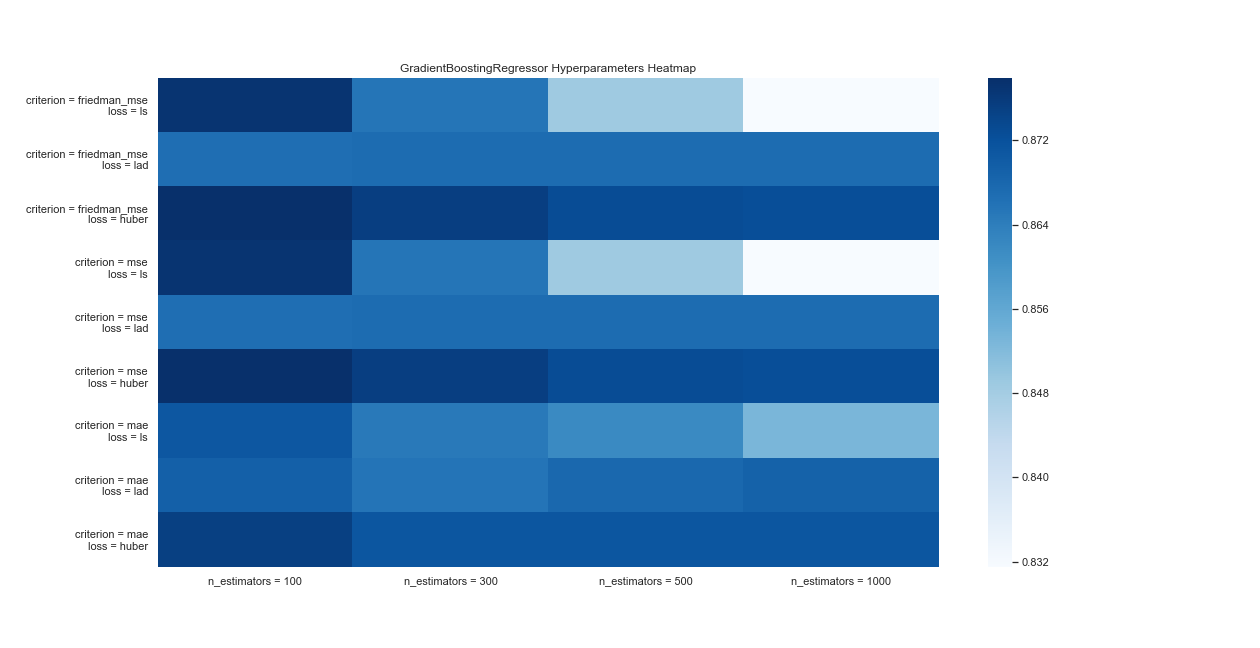 GradientBoostingRegressor Hyperparameters Heatmap
criterion = friedman_mse
loss = ls
criterion = friedman_mse
loss = lad
criterion = friedman_mse
loss = huber
criterion = mse
loss = ls
criterion = mse
loss = lad
criterion = mse
loss = huber
criterion = mae
loss = ls
criterion = mae
loss = lad
criterion = mae
loss = huber
n_estimators = 100
n_estimators = 300
n_estimators = 500
n_estimators = 1000
0.872
0.864
0.856
0.848
0.840
0.832